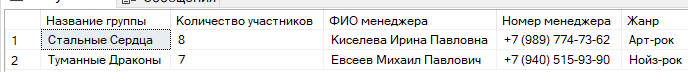 Название группы Количество участников ФИО менеджера Номер менеджера Жанр
1 Стальные Сердца 8 Киселева Ирина Павловна +7 (989) 774-73-62 Арт-рок
2 Туманные Драконы 7 Евсеев Михаил Павлович +7 (940) 515-93-90 Нойз-рок